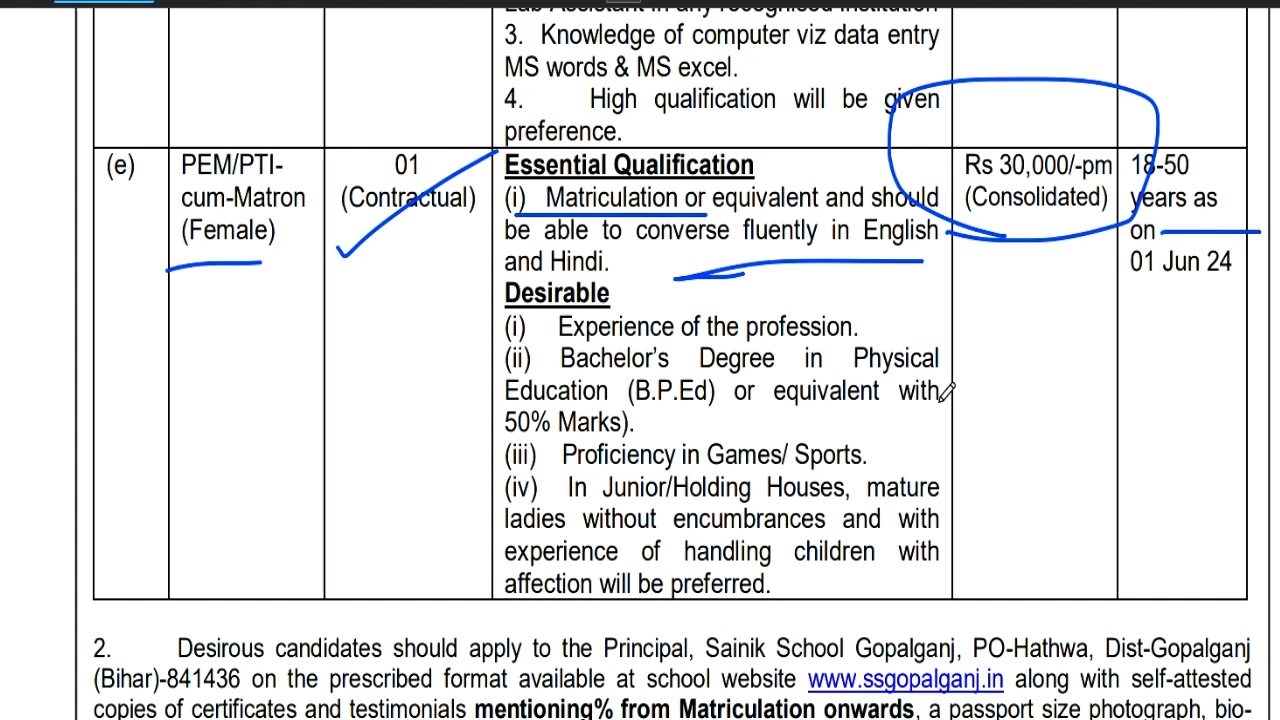 Lab Assistant in any recognised institution
3. Knowledge of computer viz data entry
MS words & MS excel.
4. High qualification will be given
preference.
(e) PEM/PTI- 01 Essential Qualification Rs 30,000/-pm 18-50
cum-Matron (Contractual) (i) Matriculation or equivalent and should (Consolidated) years as
(Female) be able to converse fluently in English on
and Hindi. 01 Jun 24
Desirable
(i) Experience of the profession.
(ii) Bachelor’s Degree in Physical
Education (B.P.Ed) or equivalent with
50% Marks).
(iii) Proficiency in Games/ Sports.
(iv) In Junior/Holding Houses, mature
ladies without encumbrances and with
experience of handling children with
affection will be preferred.
2. Desirous candidates should apply to the Principal, Sainik School Gopalganj, PO-Hathwa, Dist-Gopalganj
(Bihar)-841436 on the prescribed format available at school website www.ssgopalganj.in along with self-attested
copies of certificates and testimonials mentioning% from Matriculation onwards, a passport size photograph, bio-